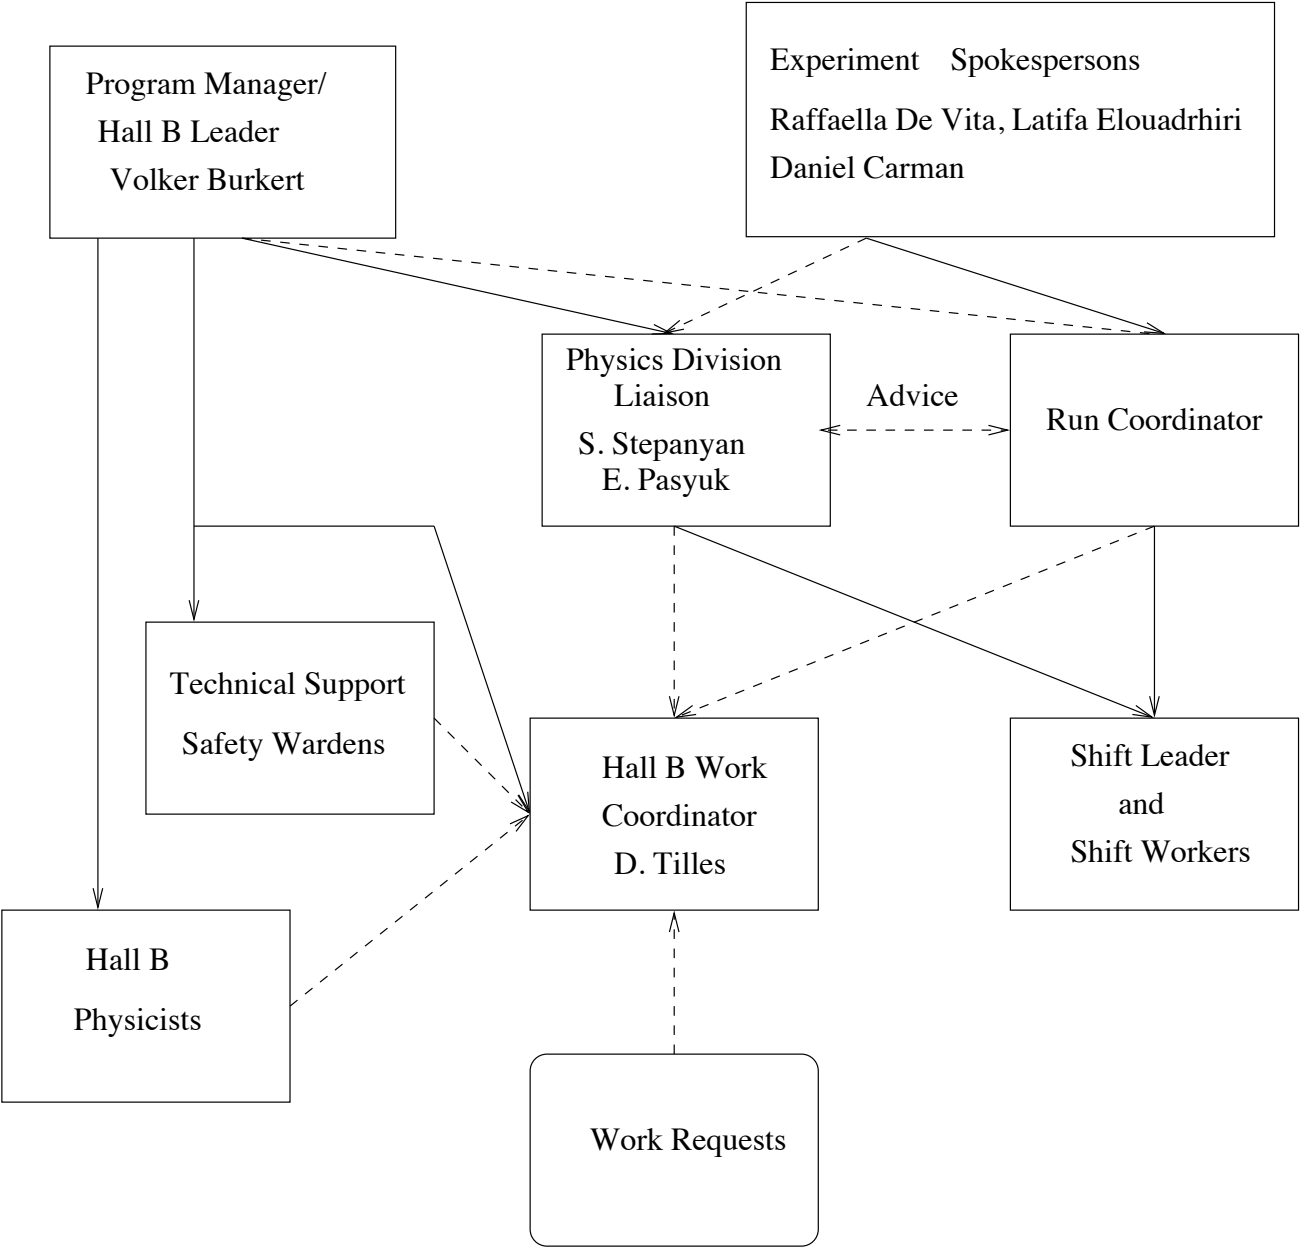 Program Manager/
Hall B Leader
Volker Burkert
Experiment Spokespersons
Raffaella De Vita, Latifa Elouadrhiri
Daniel Carman
Physics Division
Liaison
S. Stepanyan
E. Pasyuk
Advice
Run Coordinator
Technical Support
Safety Wardens
Hall B Work
Coordinator
D. Tilles
Shift Leader
and
Shift Workers
Hall B
Physicists
Work Requests